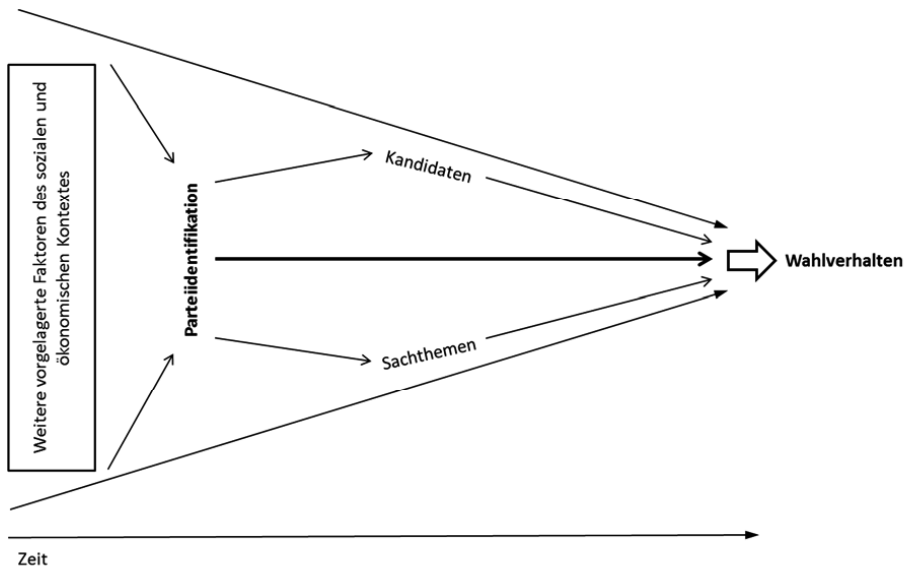 Weitere vorgelagerte Faktoren des sozialen und
ökonomischen Kontextes
Parteiidentifikation
Kandidaten
Sachthemen
Wahlverhalten
Zeit